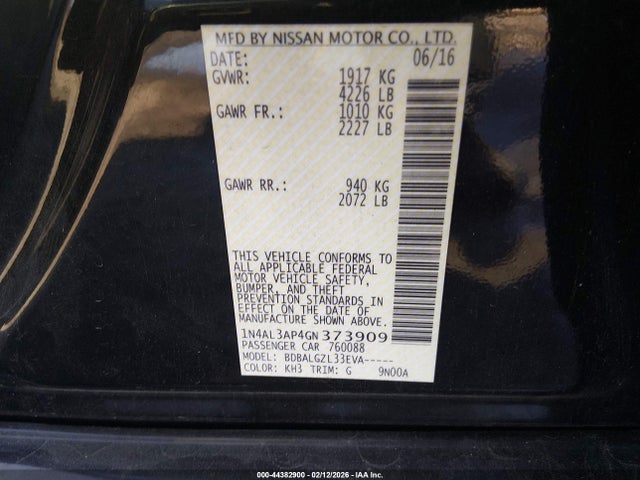 MFD BY NISSAN MOTOR CO., LTD.
DATE: 06/16
GVWR: 1917 KG
4226 LB
GAWR FR.: 1010 KG
2227 LB
GAWR RR.: 940 KG
2072 LB
THIS VEHICLE CONFORMS TO
ALL APPLICABLE FEDERAL
MOTOR VEHICLE SAFETY,
BUMPER, AND THEFT
PREVENTION STANDARDS IN
EFFECT ON THE DATE OF
MANUFACTURE SHOWN ABOVE.
1N4AL3AP4GN373909
PASSENGER CAR 760088
MODEL: BDBALGZL33EVA-----
COLOR: KH3 TRIM: G 9N00A
000-44382900 - 02/12/2026 - IAA Inc.